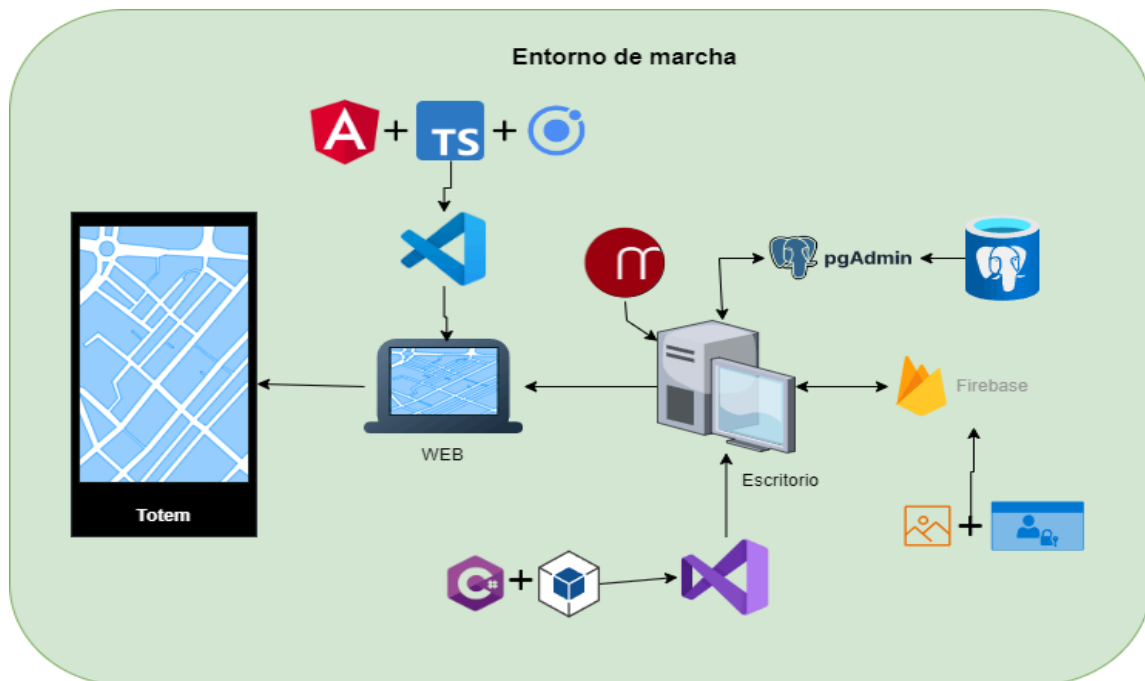 Entorno de marcha
A
TS
m
pgAdmin
WEB
Firebase
Escritorio
Totem
C#